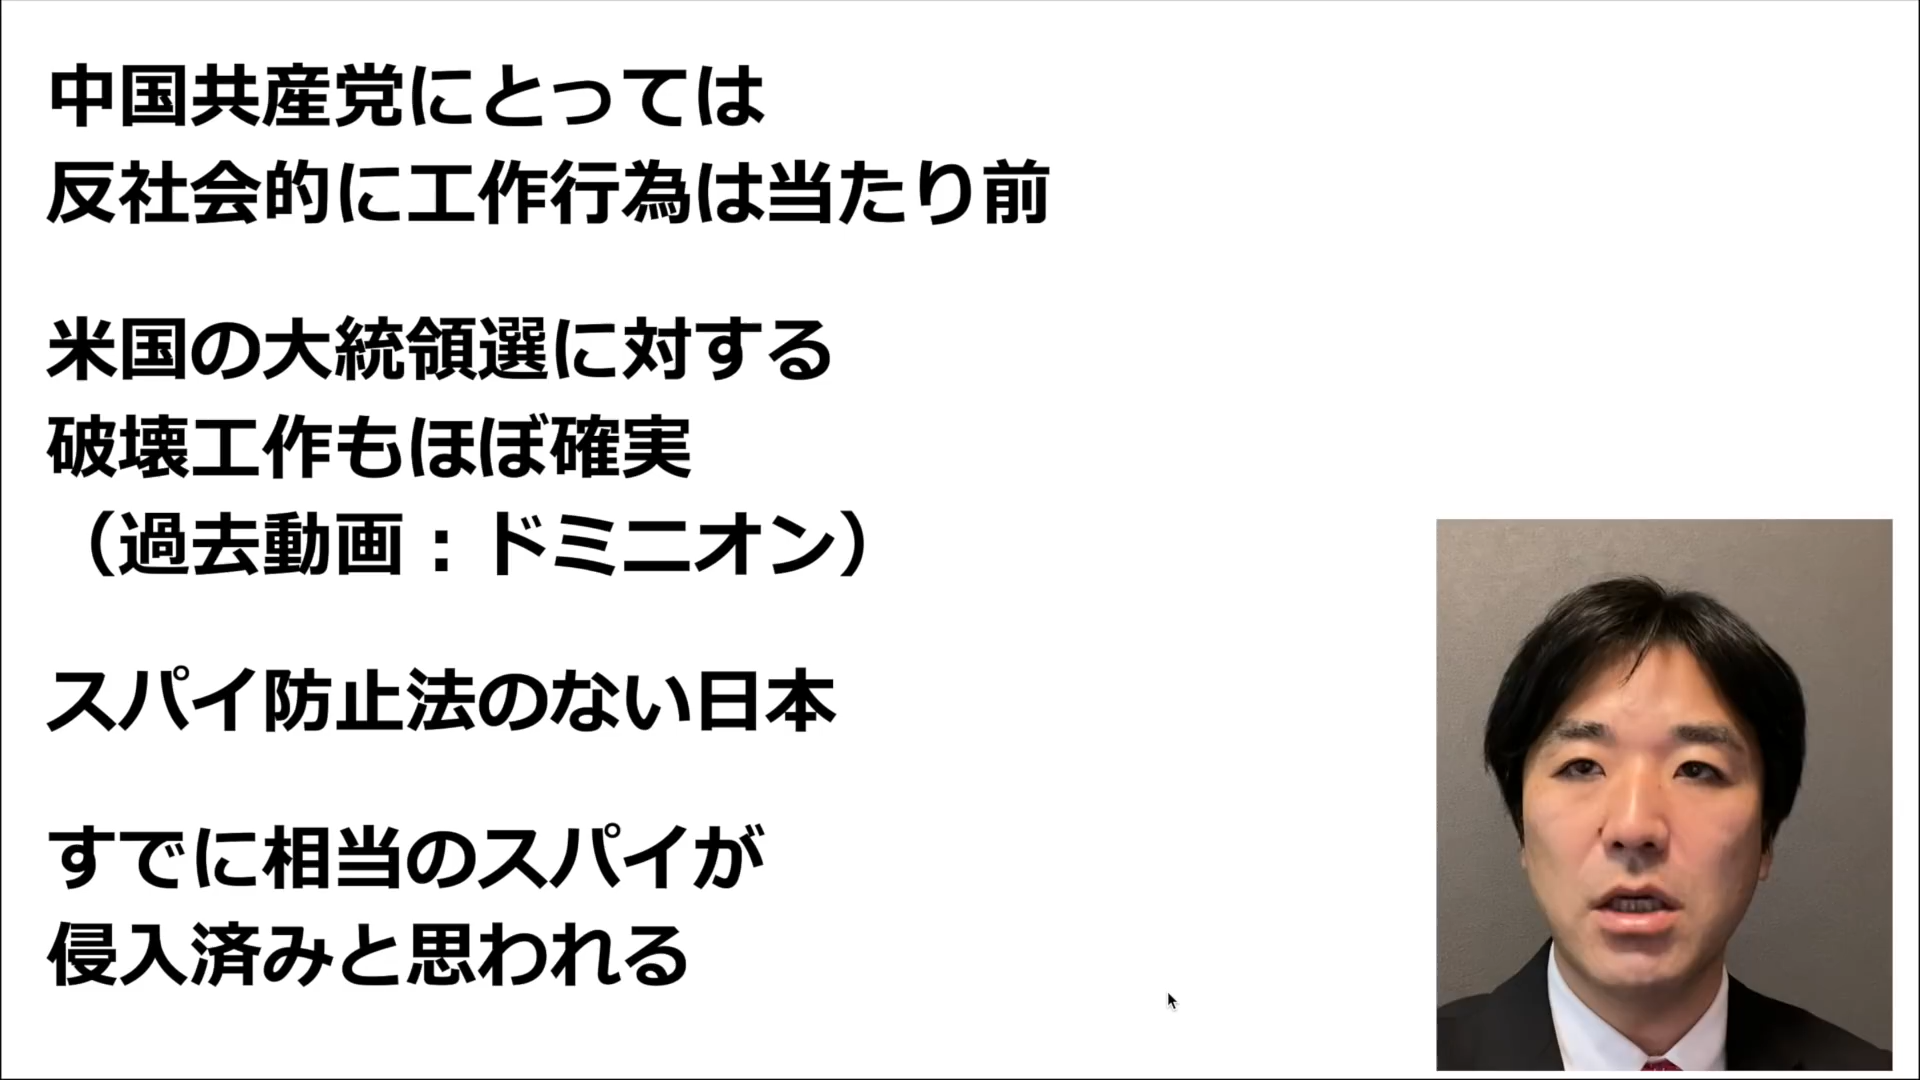 中国共産党にとっては
反社会的に工作行為は当たり前
米国の大統領選に対する
破壊工作もほぼ確実
（過去動画：ドミニオン）
スパイ防止法のない日本
すでに相当のスパイが
侵入済みと思われる